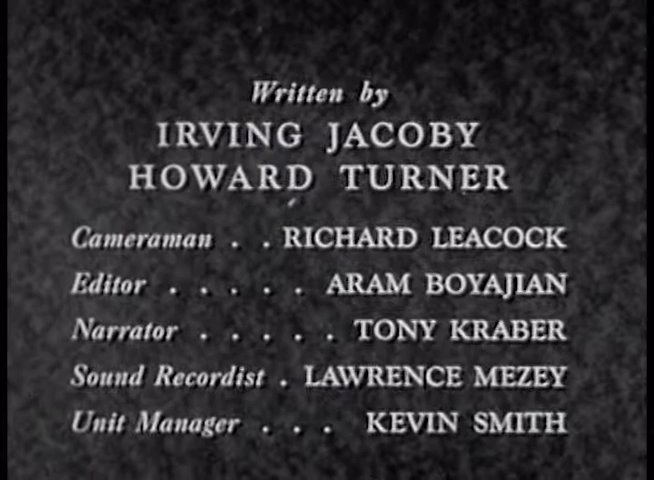 Written by
IRVING JACOBY
HOWARD TURNER
Cameraman . . RICHARD LEACOCK
Editor . . . . . ARAM BOYAJIAN
Narrator . . . . . TONY KRABER
Sound Recordist . LAWRENCE MEZEY
Unit Manager . . . KEVIN SMITH